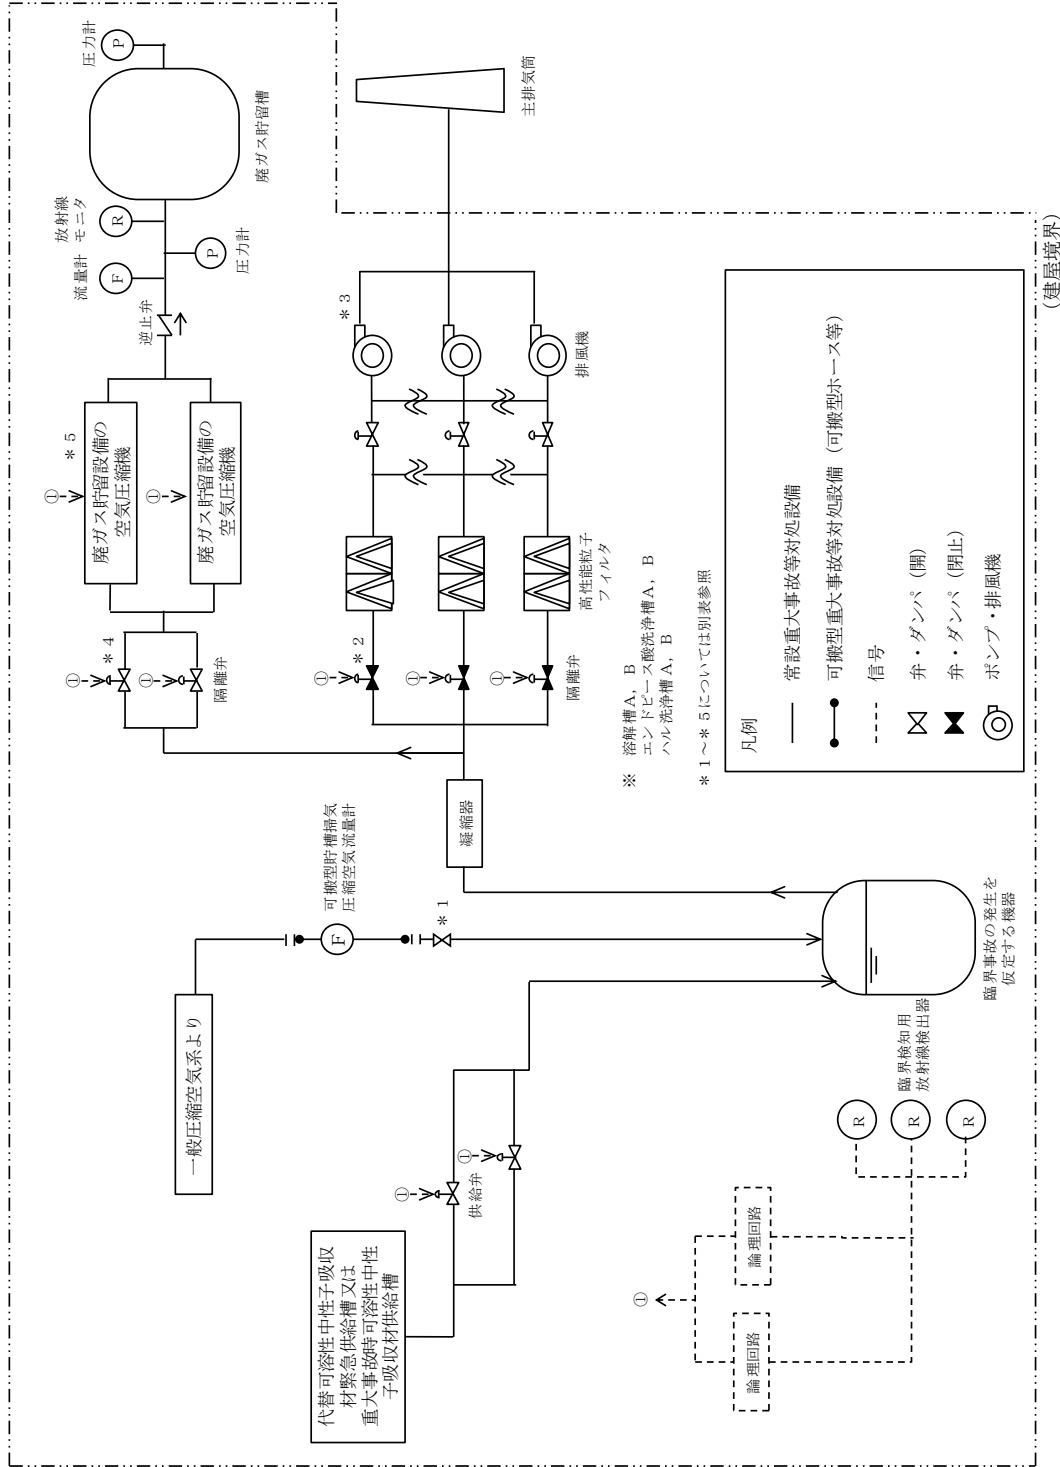 圧力計
P
廃ガス貯留槽
放射線
モニタ
R
流量計
F
P
圧力計
逆止弁
主排気筒
＊５
①
廃ガス貯留設備の
空気圧縮機
①
廃ガス貯留設備の
空気圧縮機
＊３
排風機
高性能粒子
フィルタ
＊４
①
①
隔離弁
＊２
①
①
①
隔離弁
凝縮器
※　溶解槽Ａ，Ｂ
エンドピース酸洗浄槽Ａ，Ｂ
ハル洗浄槽Ａ，Ｂ
＊１～＊５については別表参照
一般圧縮空気系より
可搬型貯槽掃気
圧縮空気流量計
F
＊１
臨界事故の発生を
仮定する機器
代替可溶性中性子吸収
材緊急供給槽又は
重大事故時可溶性中性
子吸収材供給槽
①
①
供給弁
臨界検知用
放射線検出器
R
R
R
①
論理回路
論理回路
凡例
常設重大事故等対処設備
可搬型重大事故等対処設備（可搬型ホース等）
信号
弁・ダンパ（開）
弁・ダンパ（閉止）
ポンプ・排風機
（建屋境界）